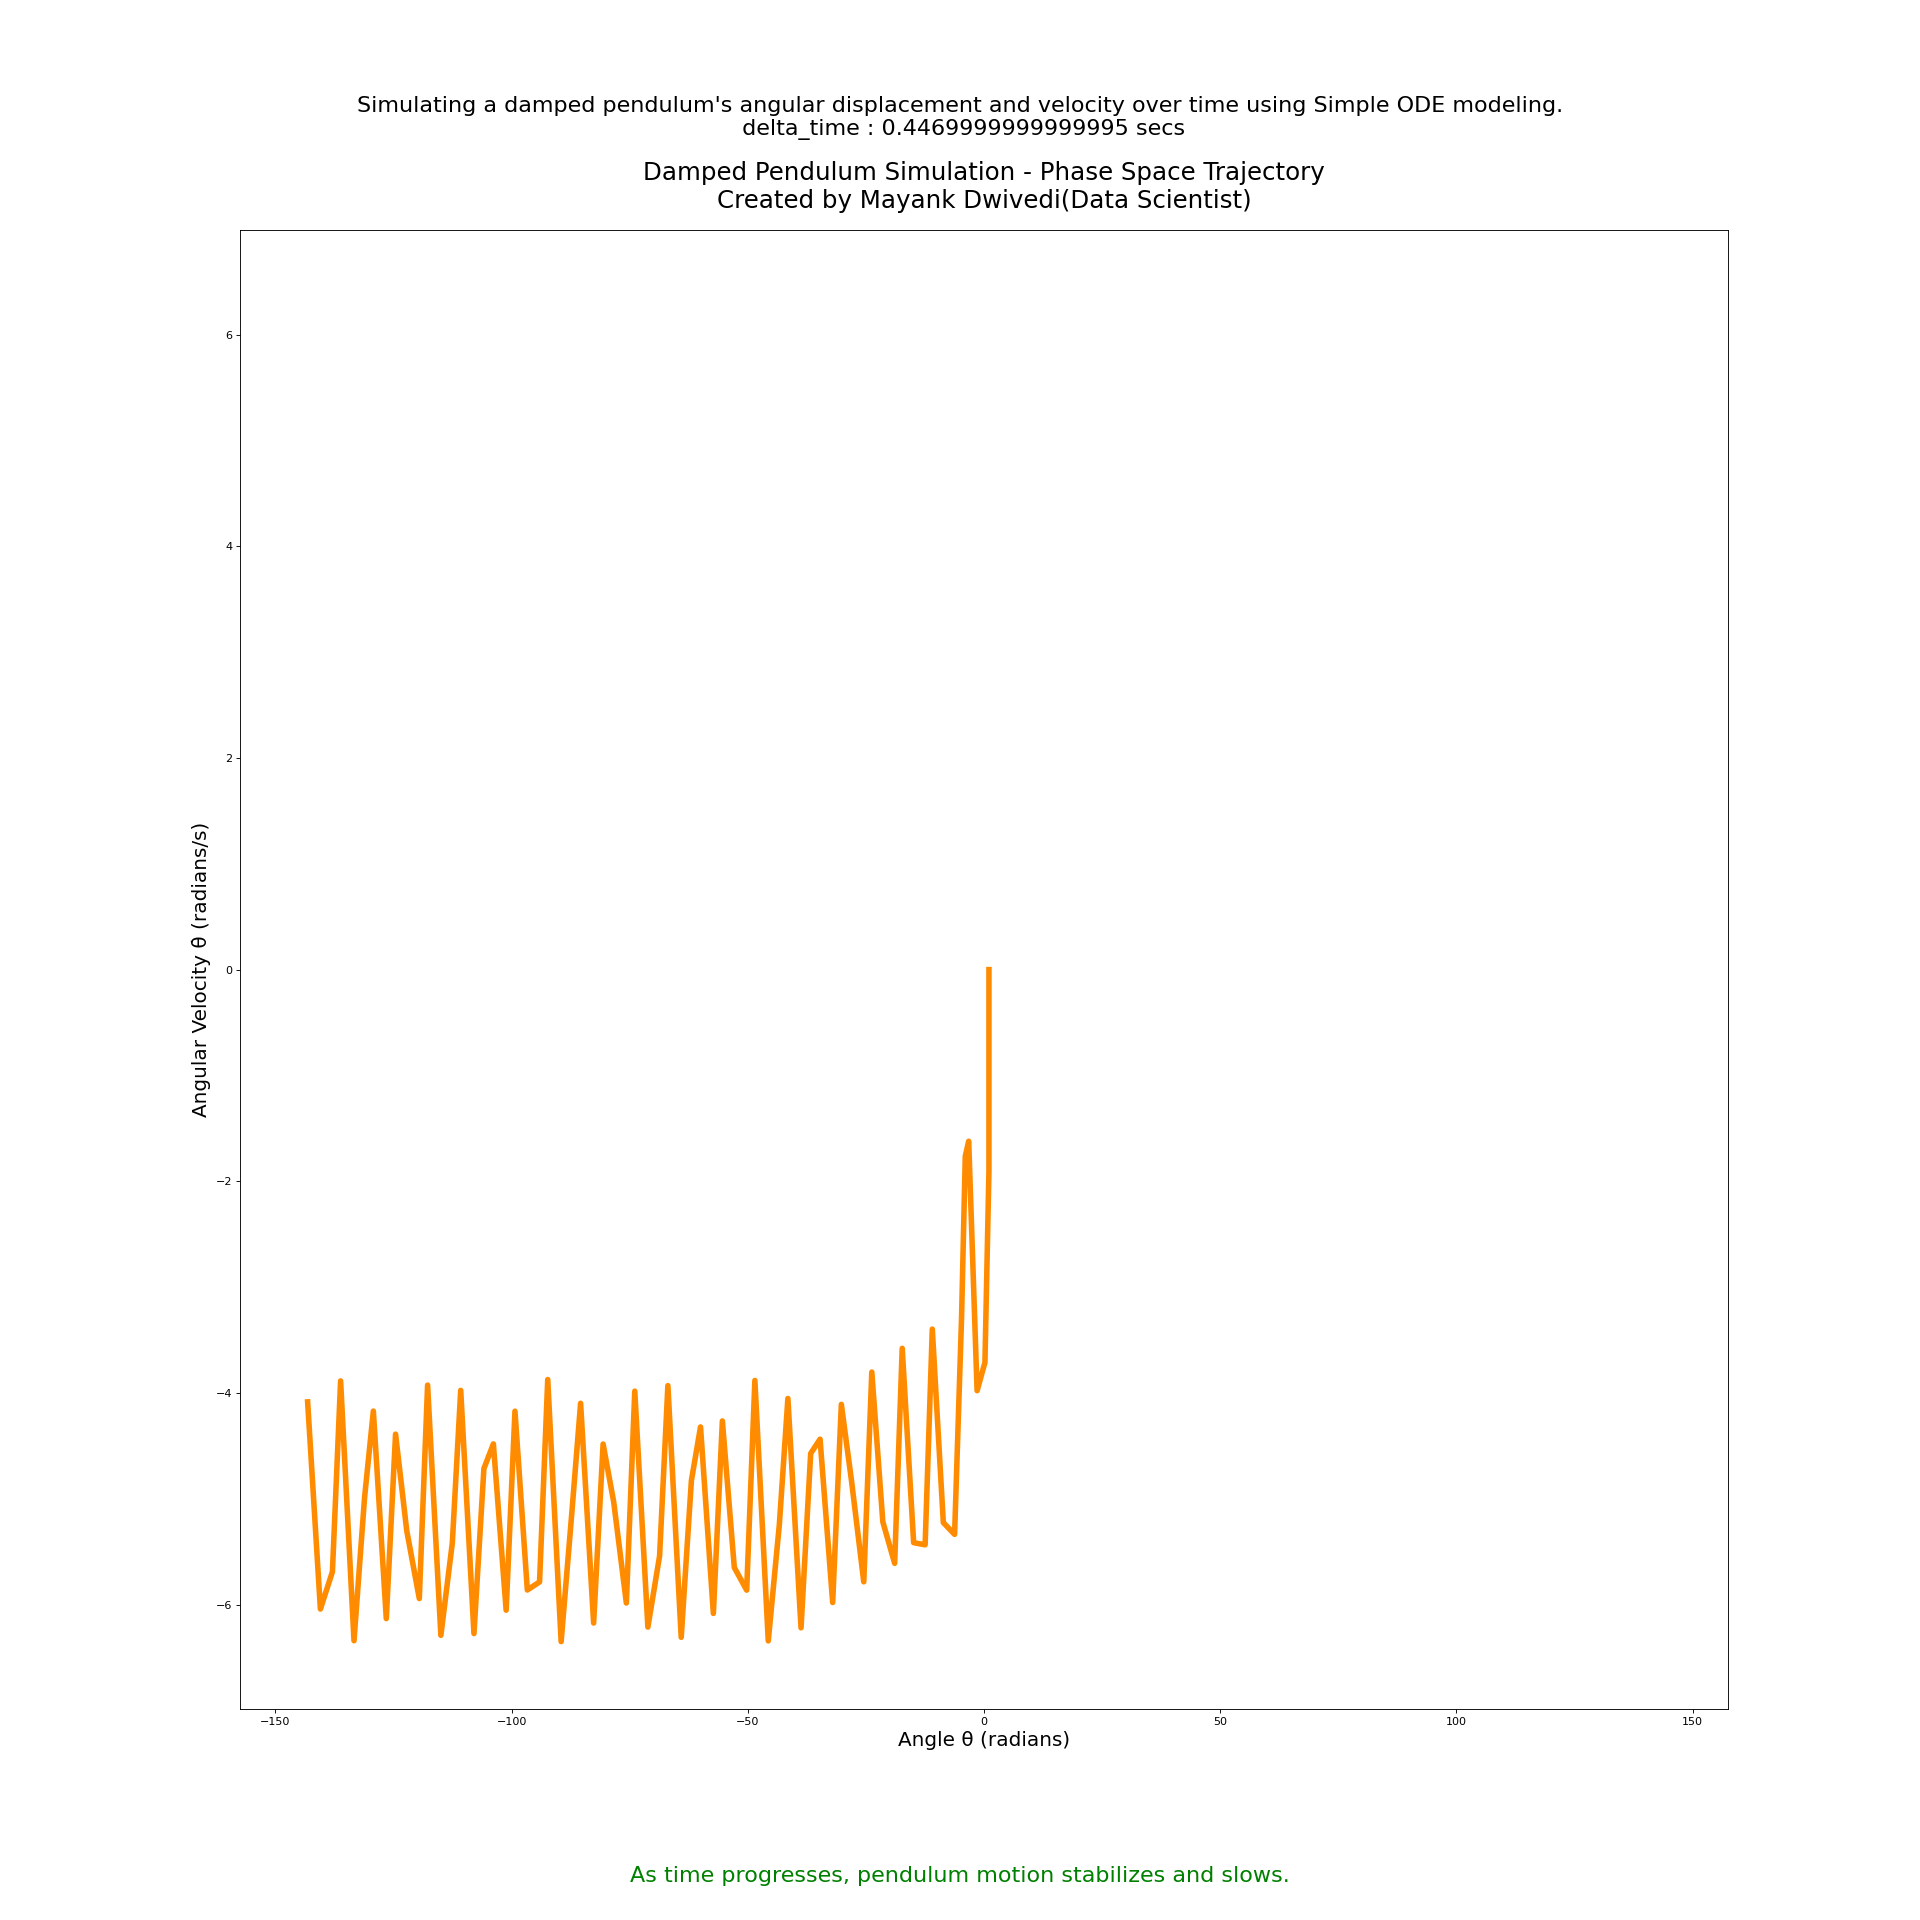 Simulating a damped pendulum's angular displacement and velocity over time using Simple ODE modeling.
delta_time : 0.4469999999999995 secs
Damped Pendulum Simulation - Phase Space Trajectory
Created by Mayank Dwivedi(Data Scientist)
6
4
2
0
−2
−4
−6
Angular Velocity θ̇ (radians/s)
−150
−100
−50
0
50
100
150
Angle θ (radians)
As time progresses, pendulum motion stabilizes and slows.